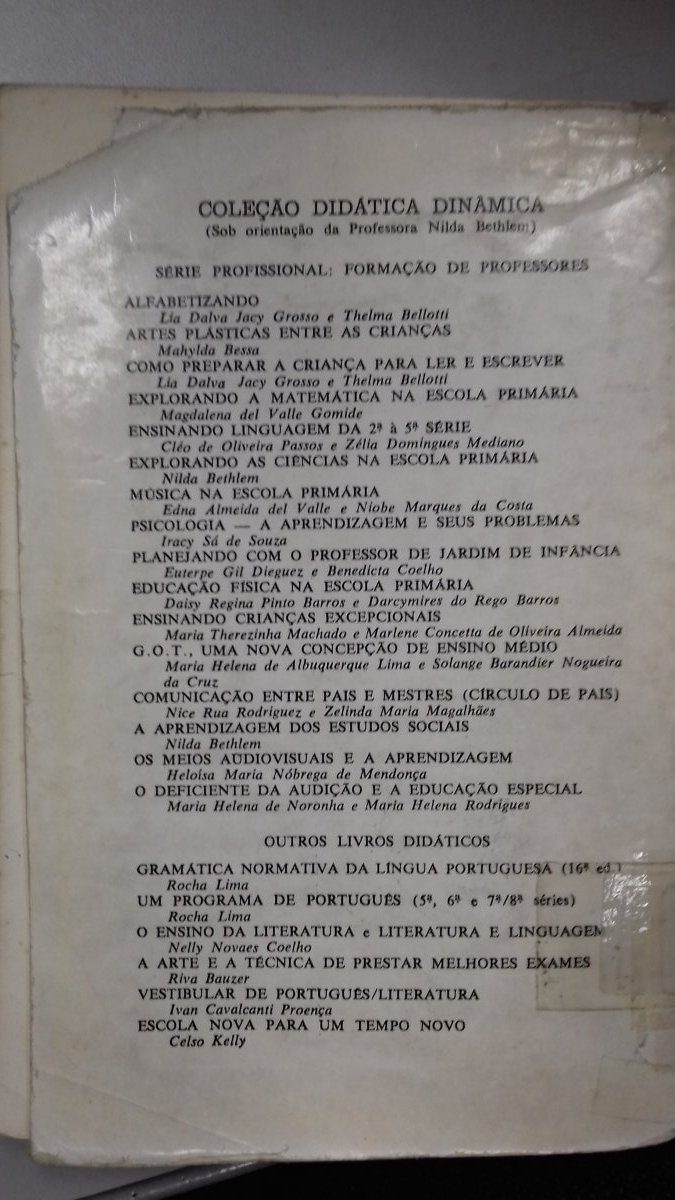 COLEÇÃO DIDÁTICA DINÂMICA
(Sob orientação da Professora Nilda Bethlem)
SÉRIE PROFISSIONAL: FORMAÇÃO DE PROFESSORES
ALFABETIZANDO
Lia Dalva Jacy Grosso e Thelma Bellotti
ARTES PLÁSTICAS ENTRE AS CRIANÇAS
Mahylda Bessa
COMO PREPARAR A CRIANÇA PARA LER E ESCREVER
Lia Dalva Jacy Grosso e Thelma Bellotti
EXPLORANDO A MATEMÁTICA NA ESCOLA PRIMÁRIA
Magdalena del Valle Gomide
ENSINANDO LINGUAGEM DA 2ª à 5ª SÉRIE
Cléo de Oliveira Passos e Zélia Domingues Mediano
EXPLORANDO AS CIÊNCIAS NA ESCOLA PRIMÁRIA
Nilda Bethlem
MÚSICA NA ESCOLA PRIMÁRIA
Edna Almeida del Valle e Niobe Marques da Costa
PSICOLOGIA — A APRENDIZAGEM E SEUS PROBLEMAS
Iracy Sá de Souza
PLANEJANDO COM O PROFESSOR DE JARDIM DE INFÂNCIA
Euterpe Gil Dieguez e Benedicta Coelho
EDUCAÇÃO FÍSICA NA ESCOLA PRIMÁRIA
Daisy Regina Pinto Barros e Darcymires do Rego Barros
ENSINANDO CRIANÇAS EXCEPCIONAIS
Maria Therezinha Machado e Marlene Concetta de Oliveira Almeida
G.O.T., UMA NOVA CONCEPÇÃO DE ENSINO MÉDIO
Maria Helena de Albuquerque Lima e Solange Barandier Nogueira
da Cruz
COMUNICAÇÃO ENTRE PAIS E MESTRES (CÍRCULO DE PAIS)
Nice Rua Rodriguez e Zelinda Maria Magalhães
A APRENDIZAGEM DOS ESTUDOS SOCIAIS
Nilda Bethlem
OS MEIOS AUDIOVISUAIS E A APRENDIZAGEM
Heloísa Maria Nóbrega de Mendonça
O DEFICIENTE DA AUDIÇÃO E A EDUCAÇÃO ESPECIAL
Maria Helena de Noronha e Maria Helena Rodrigues
OUTROS LIVROS DIDÁTICOS
GRAMÁTICA NORMATIVA DA LÍNGUA PORTUGUESA (16ª ed.)
Rocha Lima
UM PROGRAMA DE PORTUGUÊS (5ª, 6ª e 7ª/8ª séries)
Rocha Lima
O ENSINO DA LITERATURA e LITERATURA E LINGUAGEM
Nelly Novaes Coelho
A ARTE E A TÉCNICA DE PRESTAR MELHORES EXAMES
Riva Bauzer
VESTIBULAR DE PORTUGUÊS/LITERATURA
Ivan Cavalcanti Proença
ESCOLA NOVA PARA UM TEMPO NOVO
Celso Kelly